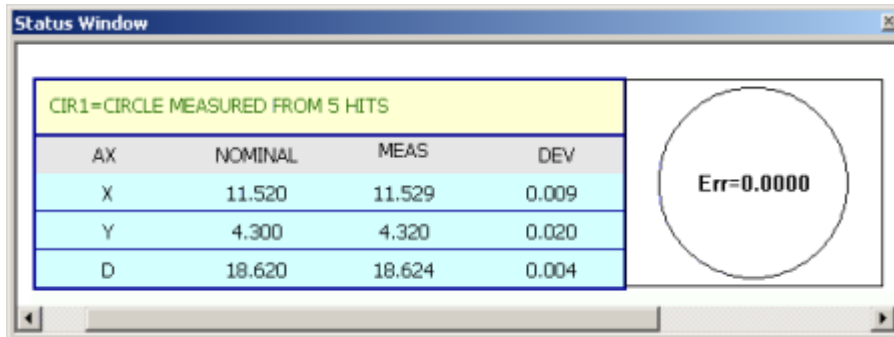 Status Window
CIR1=CIRCLE MEASURED FROM 5 HITS
AX NOMINAL MEAS DEV
X 11.520 11.529 0.009
Y 4.300 4.320 0.020
D 18.620 18.624 0.004
Err=0.0000